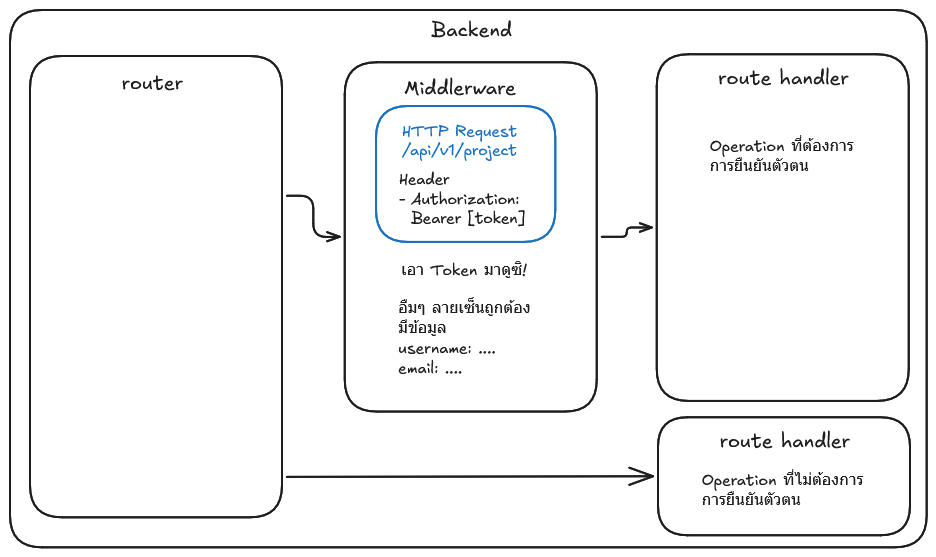 Backend
router
Middlerware
HTTP Request
/api/v1/project
Header
- Authorization:
Bearer [token]
เอา Token มาดูซิ!
อืมๆ ลายเซ็นถูกต้อง
มีข้อมูล
username: ....
email: ....
route handler
Operation ที่ต้องการ
การยืนยันตัวตน
route handler
Operation ที่ไม่ต้องการ
การยืนยันตัวตน